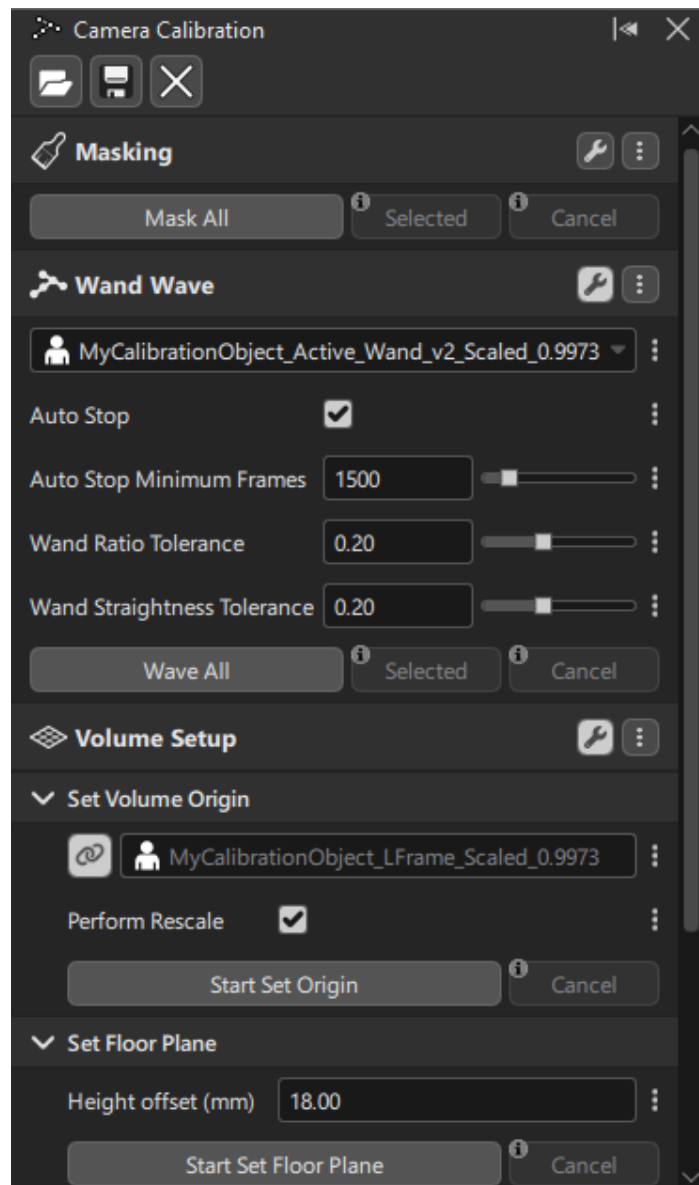 Camera Calibration
Masking
Mask All Selected Cancel
Wand Wave
MyCalibrationObject_Active_Wand_v2_Scaled_0.9973
Auto Stop
Auto Stop Minimum Frames 1500
Wand Ratio Tolerance 0.20
Wand Straightness Tolerance 0.20
Wave All Selected Cancel
Volume Setup
Set Volume Origin
MyCalibrationObject_LFrame_Scaled_0.9973
Perform Rescale
Start Set Origin Cancel
Set Floor Plane
Height offset (mm) 18.00
Start Set Floor Plane Cancel